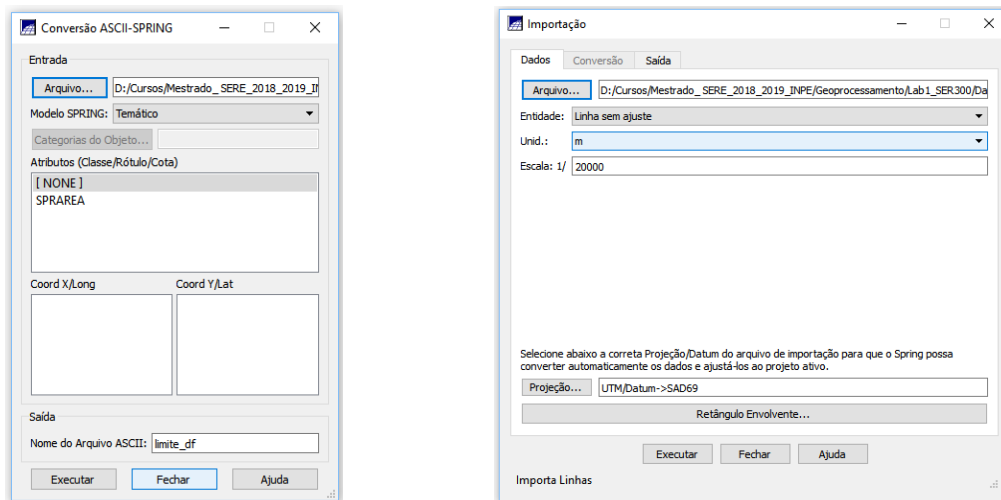 Conversão ASCII-SPRING
Entrada
Arquivo... D:/Cursos/Mestrado_ SERE_2018_2019_
Modelo SPRING: Temático
Categorias do Objeto...
Atributos (Classe/Rótulo/Cota)
[ NONE ]
SPRAREA
Coord X/Long Coord Y/Lat
Saída
Nome do Arquivo ASCII: limite_df
Executar Fechar Ajuda
Importação
Dados Conversão Saída
Arquivo... D:/Cursos/Mestrado_ SERE_2018_2019_INPE/Geoprocessamento/Lab1_SER300/Da
Entidade: Linha sem ajuste
Unid.: m
Escala: 1/ 20000
Selecione abaixo a correta Projeção/Datum do arquivo de importação para que o Spring possa
converter automaticamente os dados e ajustá-los ao projeto ativo.
Projeção... UTM/Datum->SAD69
Retângulo Envolvente...
Executar Fechar Ajuda
Importa Linhas